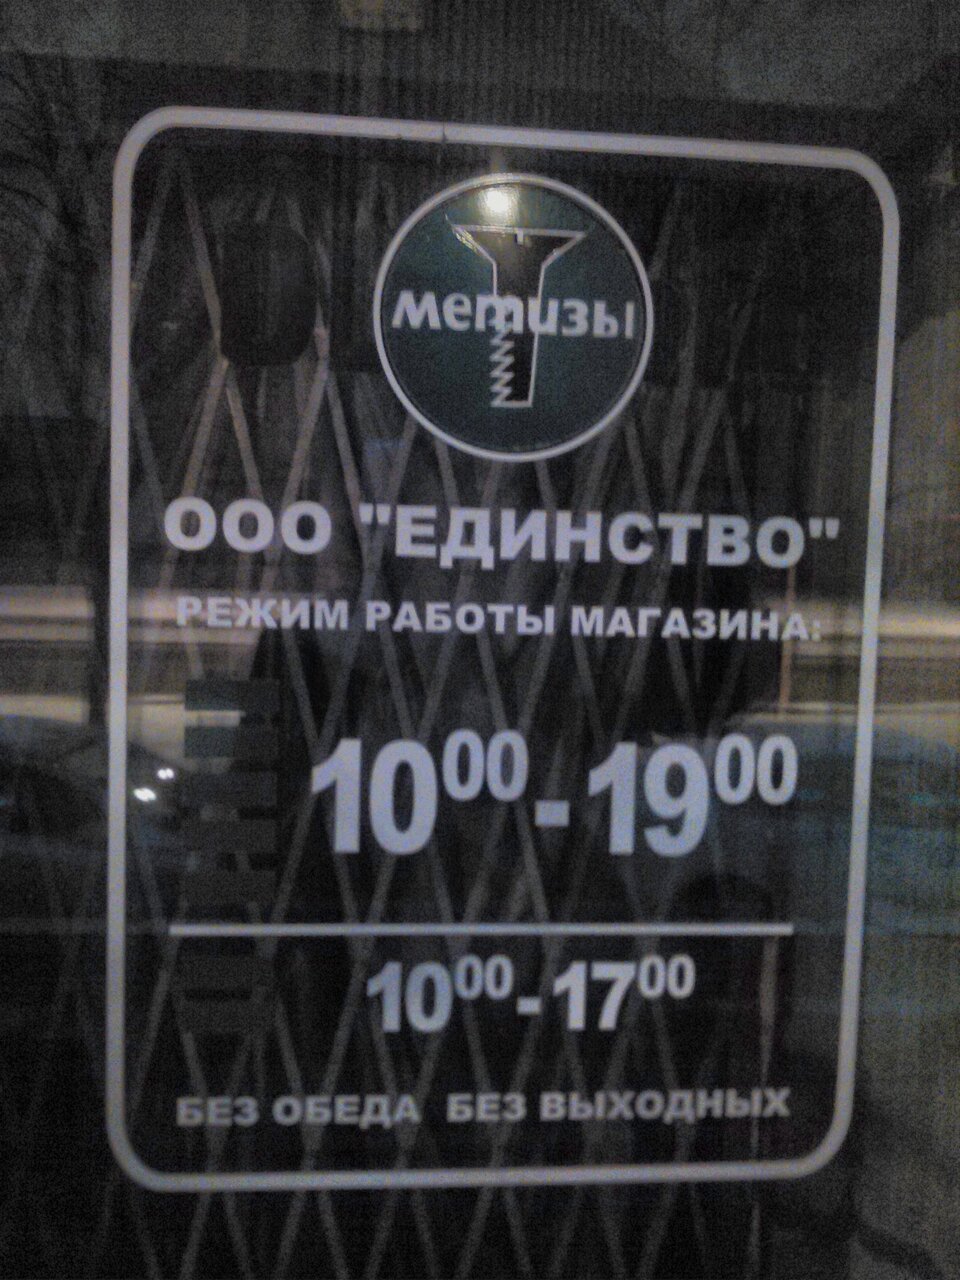 метизы
ООО "ЕДИНСТВО"
РЕЖИМ РАБОТЫ МАГАЗИНА:
10⁰⁰-19⁰⁰
10⁰⁰-17⁰⁰
БЕЗ ОБЕДА БЕЗ ВЫХОДНЫХ